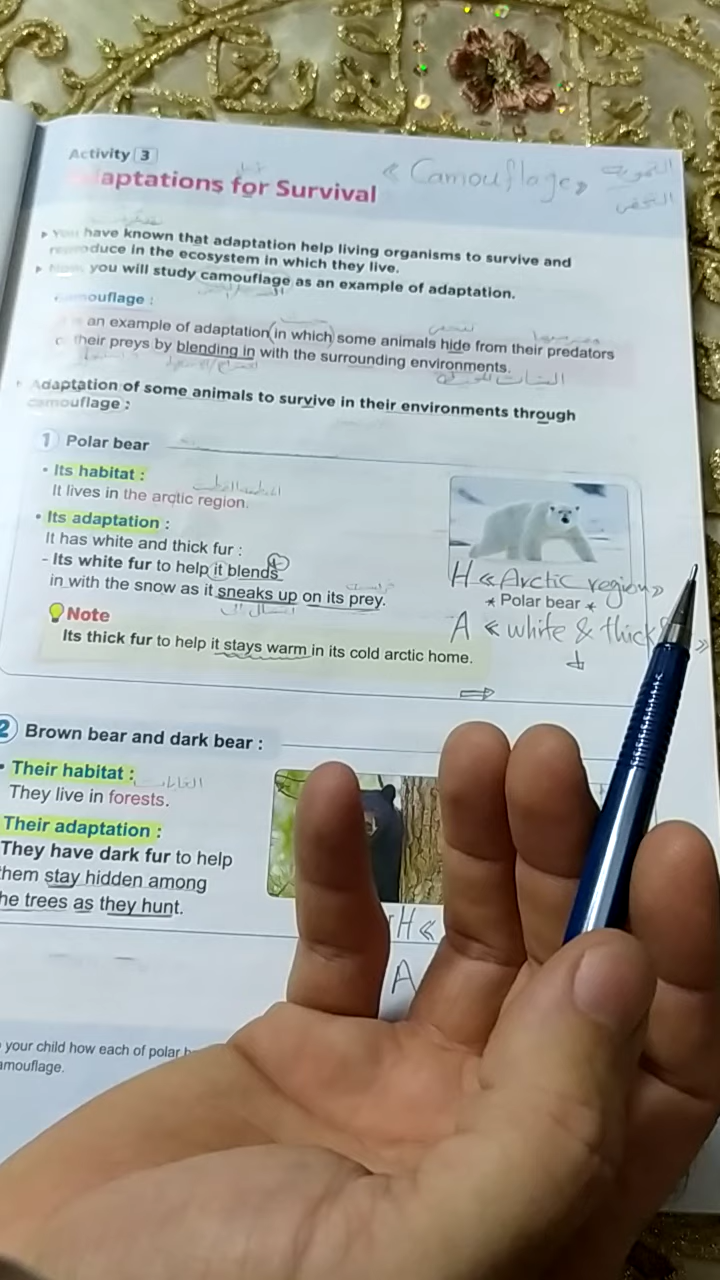 Activity 3
aptations for Survival « Camouflage »
You have known that adaptation help living organisms to survive and
reproduce in the ecosystem in which they live.
you will study camouflage as an example of adaptation.
mouflage :
an example of adaptation (in which) some animals hide from their predators
their preys by blending in with the surrounding environments.
Adaptation of some animals to survive in their environments through
camouflage :
1 Polar bear
• Its habitat :
It lives in the arctic region.
• Its adaptation :
It has white and thick fur :
- Its white fur to help it blends
in with the snow as it sneaks up on its prey.
Note
Its thick fur to help it stays warm in its cold arctic home.
H « Arctic region »
* Polar bear *
A « white & thick
2 Brown bear and dark bear :
• Their habitat :
الغابات
They live in forests.
Their adaptation :
They have dark fur to help
them stay hidden among
he trees as they hunt.
H «
A
your child how each of polar
amouflage.